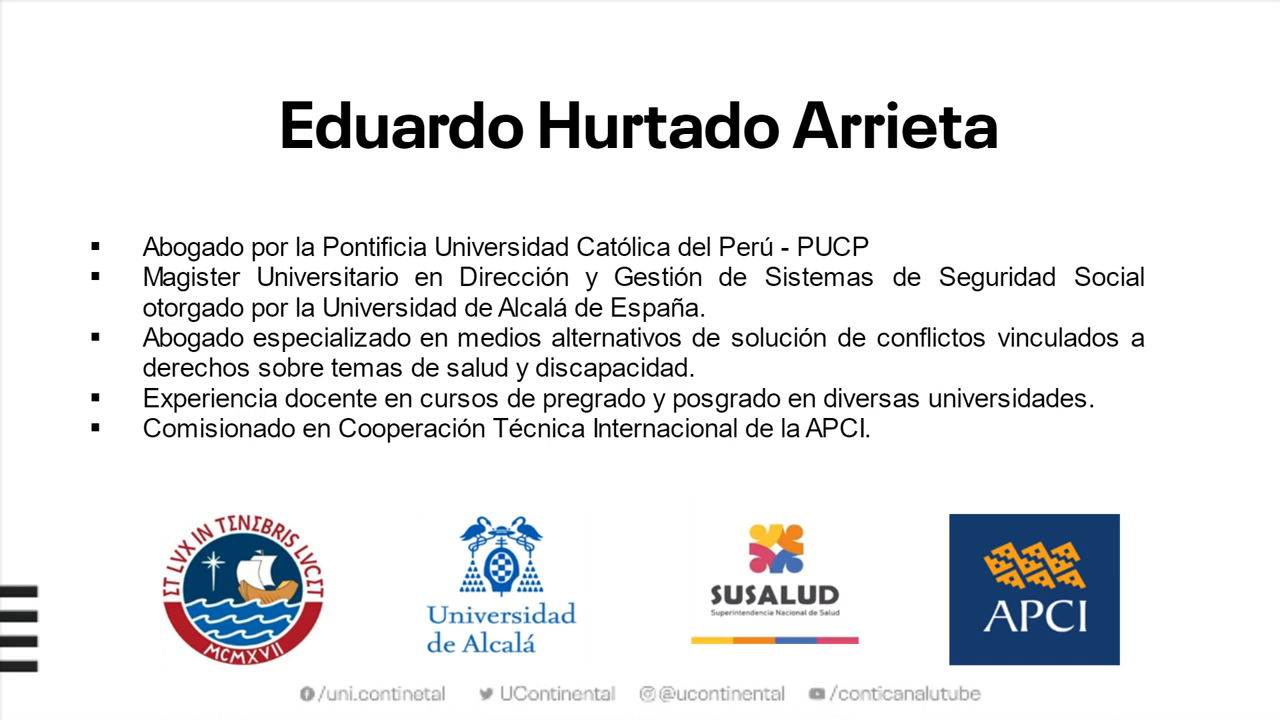 Eduardo Hurtado Arrieta
▪ Abogado por la Pontificia Universidad Católica del Perú - PUCP
▪ Magister Universitario en Dirección y Gestión de Sistemas de Seguridad Social
otorgado por la Universidad de Alcalá de España.
▪ Abogado especializado en medios alternativos de solución de conflictos vinculados a
derechos sobre temas de salud y discapacidad.
▪ Experiencia docente en cursos de pregrado y posgrado en diversas universidades.
▪ Comisionado en Cooperación Técnica Internacional de la APCI.
ET LVX IN TENEBRIS LVCET
MCMXVII
Universidad
de Alcalá
SUSALUD
Superintendencia Nacional de Salud
APCI
/uni.continetal UContinental @ucontinental /conticanalutube